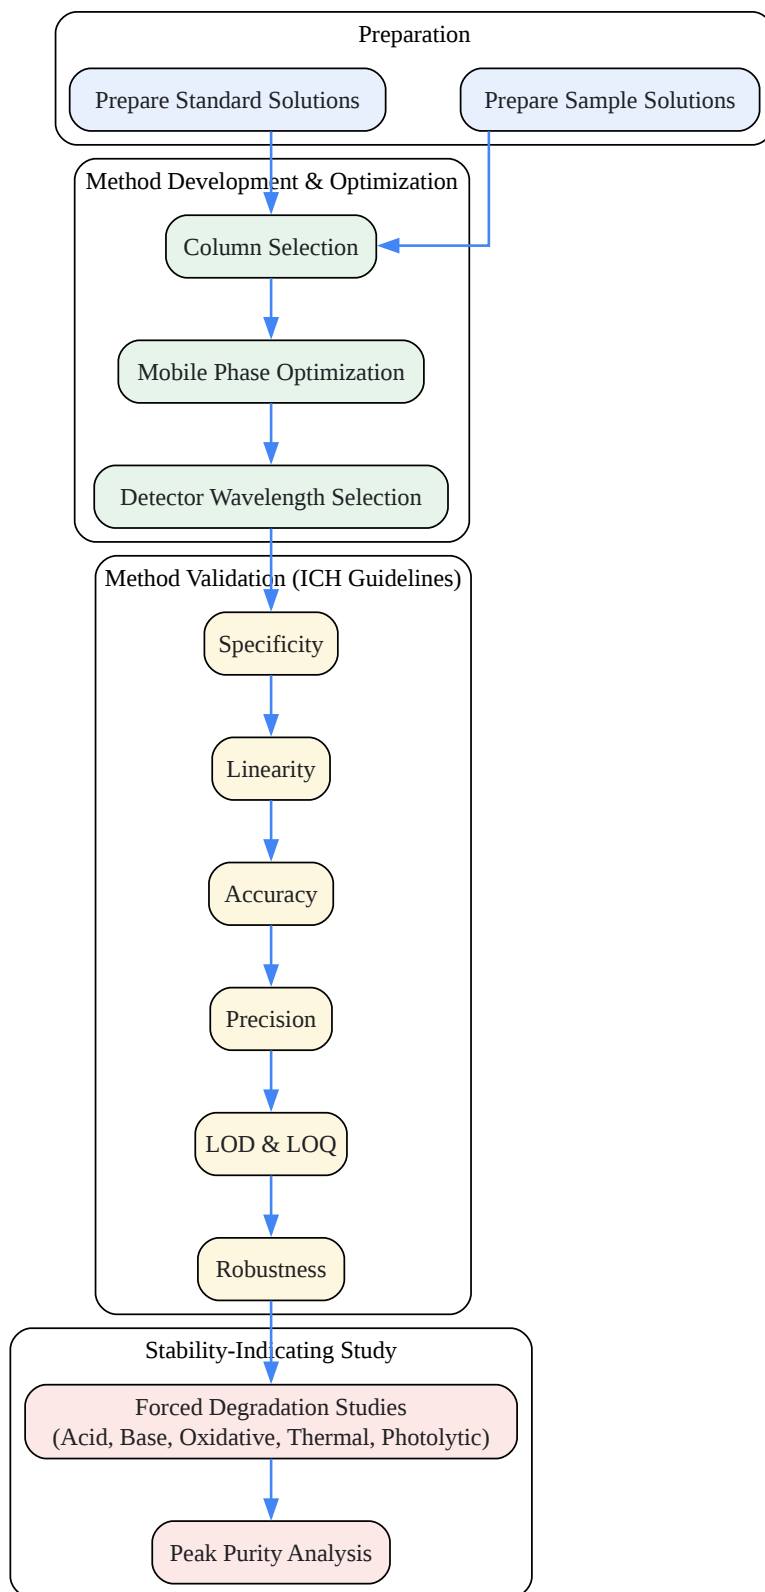 Preparation
Prepare Standard Solutions
Prepare Sample Solutions
Method Development & Optimization
Column Selection
Mobile Phase Optimization
Detector Wavelength Selection
Method Validation (ICH Guidelines)
Specificity
Linearity
Accuracy
Precision
LOD & LOQ
Robustness
Stability-Indicating Study
Forced Degradation Studies
(Acid, Base, Oxidative, Thermal, Photolytic)
Peak Purity Analysis